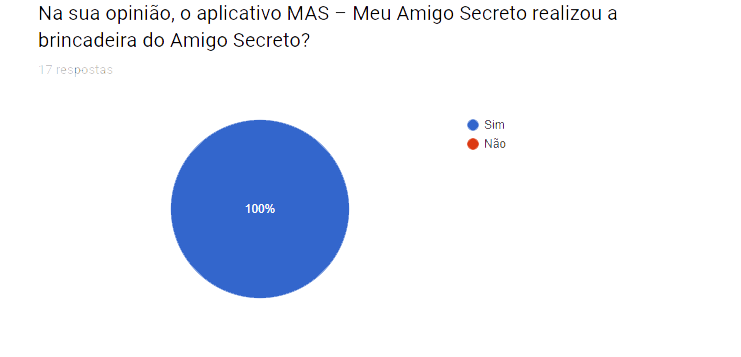 Na sua opinião, o aplicativo MAS – Meu Amigo Secreto realizou a
brincadeira do Amigo Secreto?
17 respostas
Sim
Não
100%